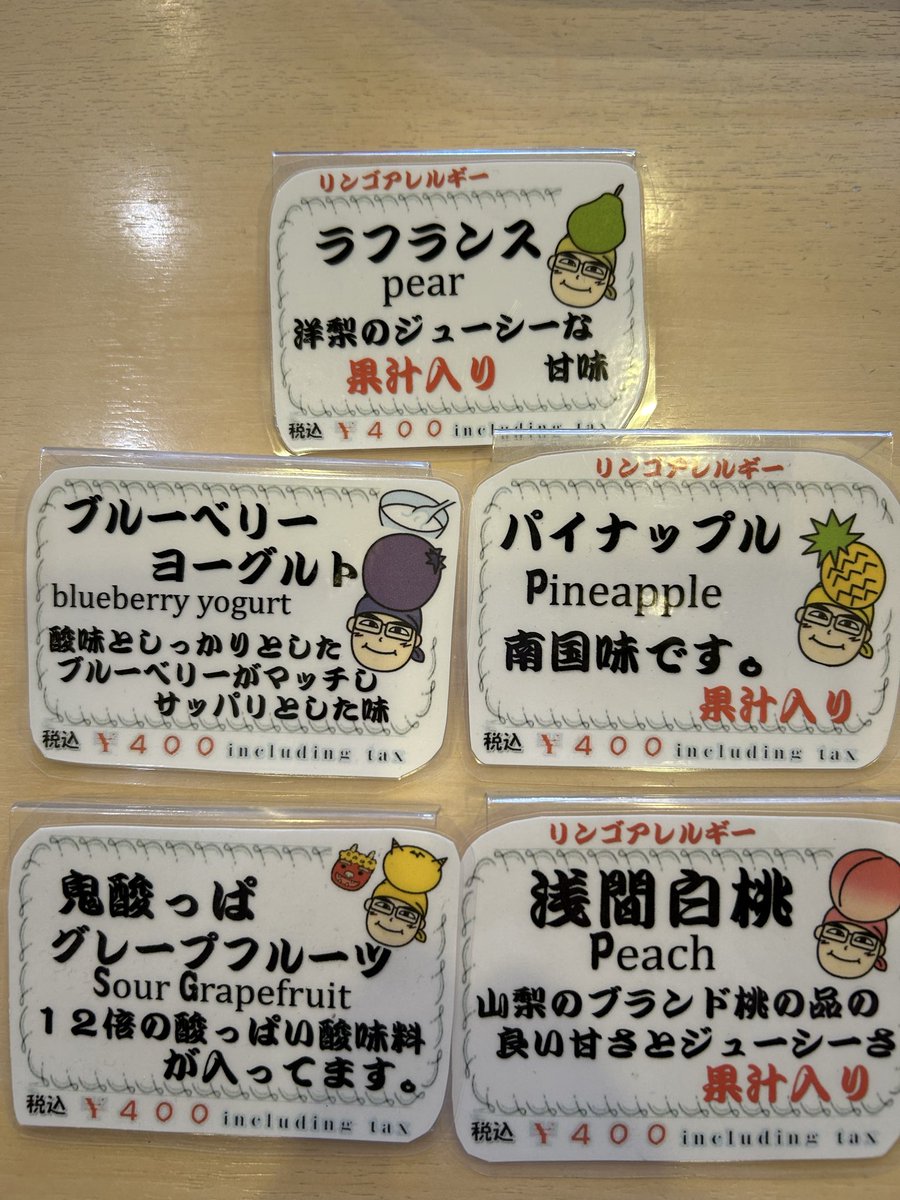 リンゴアレルギー
ラフランス
pear
洋梨のジューシーな
甘味
果汁入り
税込 ¥400 including tax
ブルーベリー
ヨーグルト
blueberry yogurt
酸味としっかりとした
ブルーベリーがマッチし
サッパリとした味
税込 ¥400 including tax
リンゴアレルギー
パイナップル
Pineapple
南国味です。
果汁入り
税込 ¥400 including tax
鬼酸っぱ
グレープフルーツ
Sour Grapefruit
12倍の酸っぱい酸味料
が入ってます。
税込 ¥400 including tax
リンゴアレルギー
浅間白桃
Peach
山梨のブランド桃の品の
良い甘さとジューシーさ
果汁入り
税込 ¥400 including tax